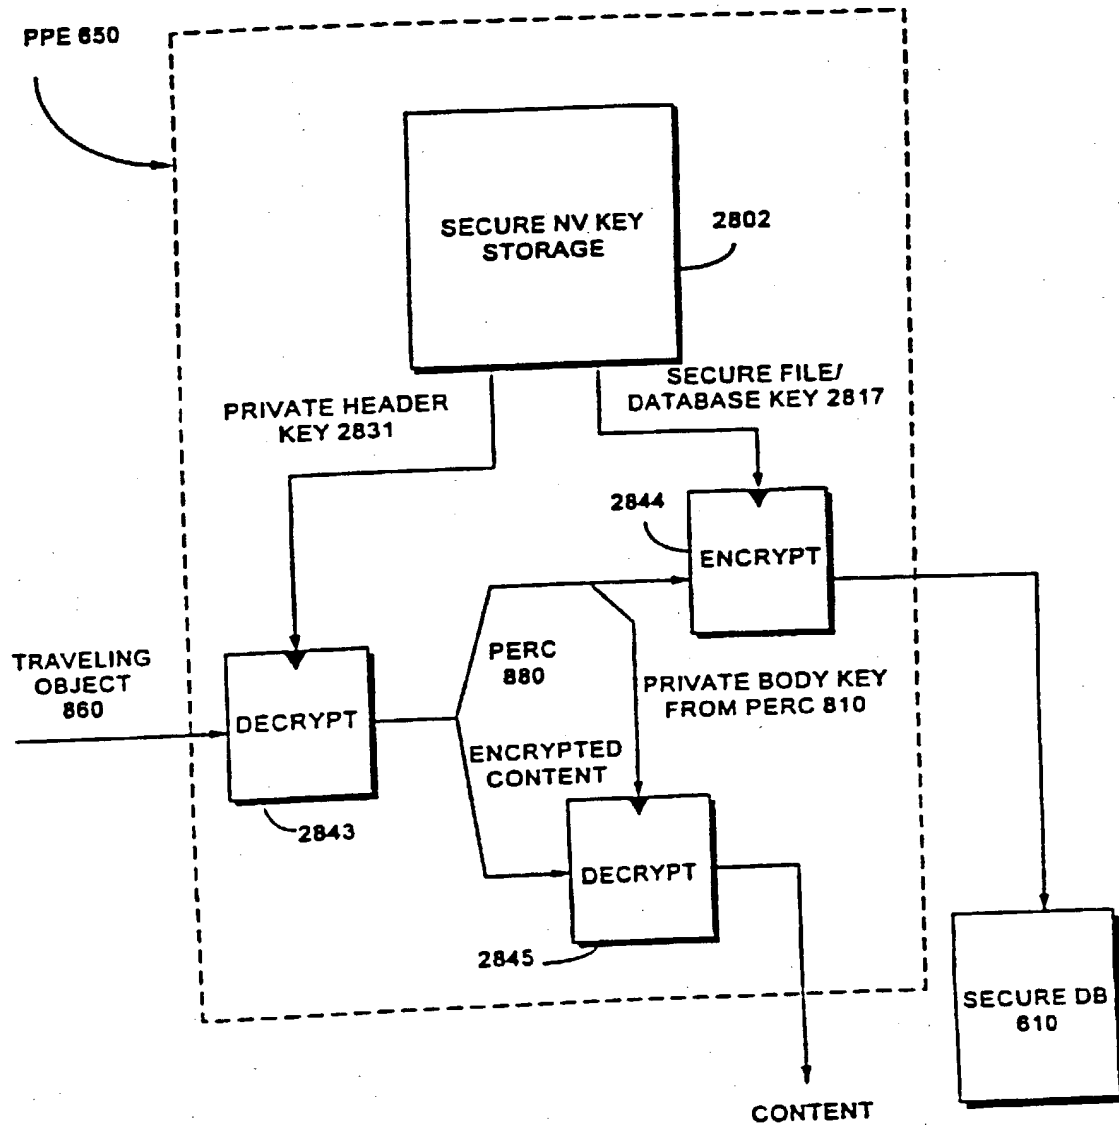 PPE 650
SECURE NV KEY
STORAGE
2802
PRIVATE HEADER
KEY 2831
SECURE FILE/
DATABASE KEY 2817
2844
ENCRYPT
TRAVELING
OBJECT
860
DECRYPT
2843
PERC
880
PRIVATE BODY KEY
FROM PERC 810
ENCRYPTED
CONTENT
DECRYPT
2845
SECURE DB
610
CONTENT